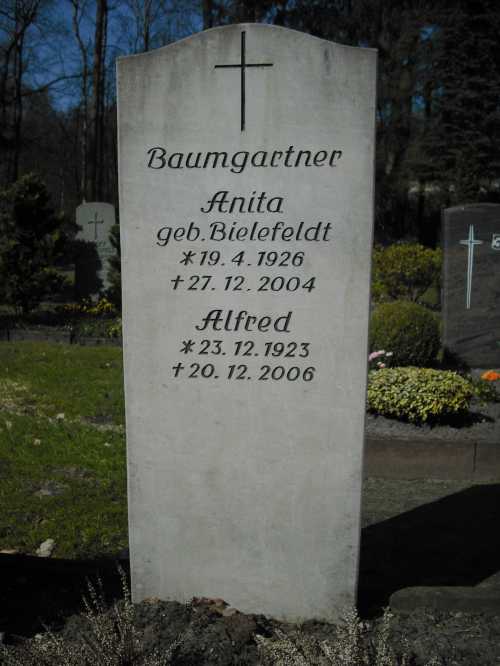 Baumgartner
Anita
geb. Bielefeldt
*19.4.1926
†27.12.2004
Alfred
*23.12.1923
†20.12.2006